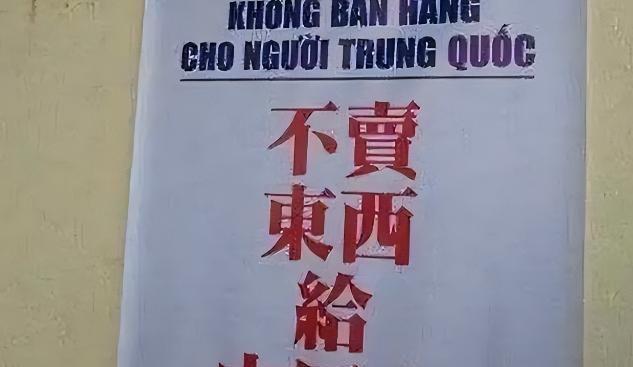 KHÔNG BÁN HÀNG
CHO NGƯỜI TRUNG QUỐC
不賣
東西
給